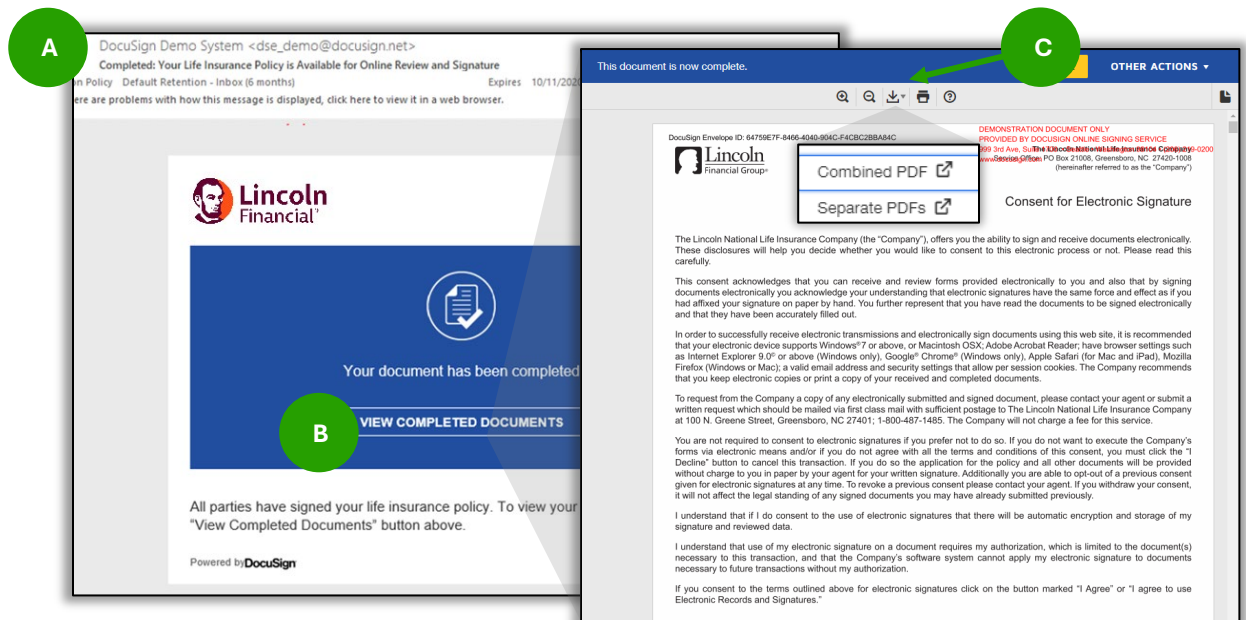 A
DocuSign Demo System <dse_demo@docusign.net>
Completed: Your Life Insurance Policy is Available for Online Review and Signature
on Policy Default Retention - Inbox (6 months) Expires 10/11/202
ere are problems with how this message is displayed, click here to view it in a web browser.
Lincoln
Financial
Your document has been completed
B
VIEW COMPLETED DOCUMENTS
All parties have signed your life insurance policy. To view your
"View Completed Documents" button above.
Powered by DocuSign
C
This document is now complete.
OTHER ACTIONS
DocuSign Envelope ID: 64759E7F-8466-4040-904C-F4CBC2BBA84C
DEMONSTRATION DOCUMENT ONLY
PROVIDED BY DOCUSIGN ONLINE SIGNING SERVICE
999 3rd Ave,
The Lincoln National Life Insurance Company
Service Office: PO Box 21008, Greensboro, NC 27420-1008
(hereinafter referred to as the "Company")
Lincoln
Financial Group®
Combined PDF
Separate PDFs
Consent for Electronic Signature
The Lincoln National Life Insurance Company (the "Company"), offers you the ability to sign and receive documents electronically.
These disclosures will help you decide whether you would like to consent to this electronic process or not. Please read this
carefully.
This consent acknowledges that you can receive and review forms provided electronically to you and also that by signing
documents electronically you acknowledge your understanding that electronic signatures have the same force and effect as if you
had affixed your signature on paper by hand. You further represent that you have read the documents to be signed electronically
and that they have been accurately filled out.
In order to successfully receive electronic transmissions and electronically sign documents using this web site, it is recommended
that your electronic device supports Windows®7 or above, or Macintosh OSX; Adobe Acrobat Reader; have browser settings such
as Internet Explorer 9.0® or above (Windows only), Google® Chrome® (Windows only), Apple Safari (for Mac and iPad), Mozilla
Firefox (Windows or Mac); a valid email address and security settings that allow per session cookies. The Company recommends
that you keep electronic copies or print a copy of your received and completed documents.
To request from the Company a copy of any electronically submitted and signed document, please contact your agent or submit a
written request which should be mailed via first class mail with sufficient postage to The Lincoln National Life Insurance Company
at 100 N. Greene Street, Greensboro, NC 27401; 1-800-487-1485. The Company will not charge a fee for this service.
You are not required to consent to electronic signatures if you prefer not to do so. If you do not want to execute the Company's
forms via electronic means and/or if you do not agree with all the terms and conditions of this consent, you must click the "I
Decline" button to cancel this transaction. If you do so the application for the policy and all other documents will be provided
without charge to you in paper by your agent for your written signature. Additionally you are able to opt-out of a previous consent
given for electronic signatures at any time. To revoke a previous consent please contact your agent. If you withdraw your consent,
it will not affect the legal standing of any signed documents you may have already submitted previously.
I understand that if I do consent to the use of electronic signatures that there will be automatic encryption and storage of my
signature and reviewed data.
I understand that use of my electronic signature on a document requires my authorization, which is limited to the document(s)
necessary to this transaction, and that the Company's software system cannot apply my electronic signature to documents
necessary to future transactions without my authorization.
If you consent to the terms outlined above for electronic signatures click on the button marked "I Agree" or "I agree to use
Electronic Records and Signatures."